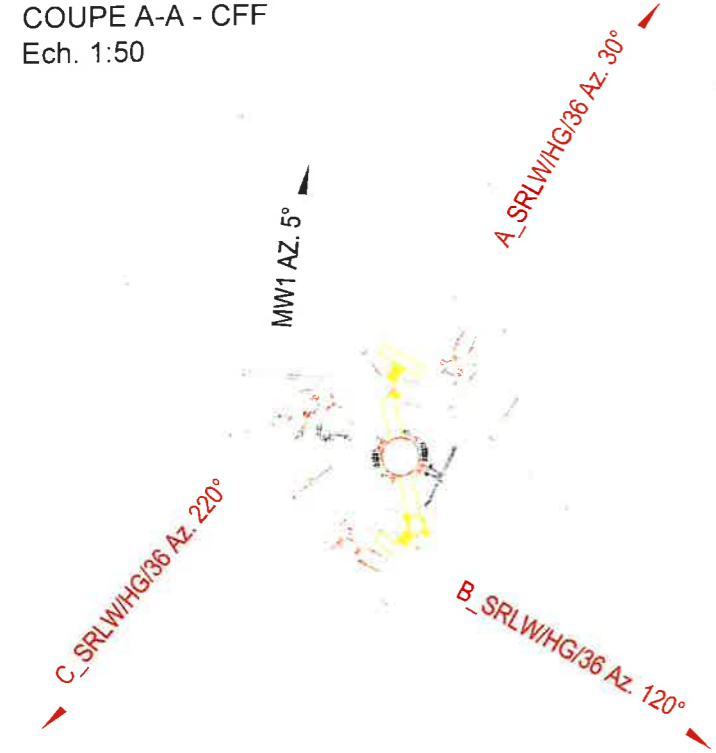 COUPE A-A - CFF
Ech. 1:50
A_SRLW/HG/36 Az. 30°
MW1 AZ. 5°
C_SRLW/HG/36 Az. 220°
B_SRLW/HG/36 Az. 120°